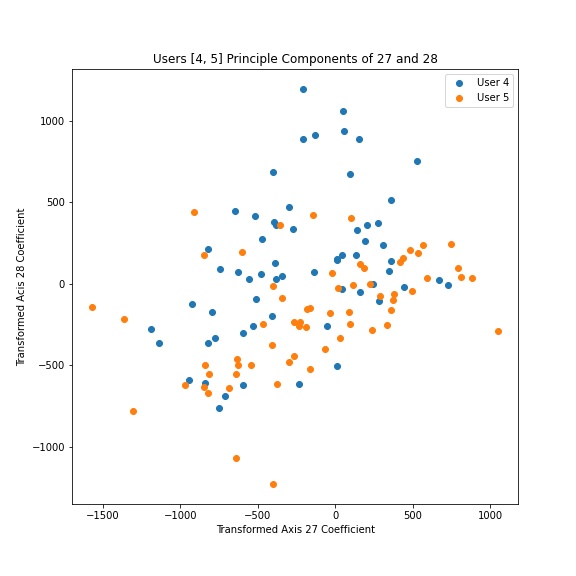 Users [4, 5] Principle Components of 27 and 28
User 4
User 5
Transformed Acis 28 Coefficient
1000
500
0
−500
−1000
−1500
−1000
−500
0
500
1000
Transformed Axis 27 Coefficient